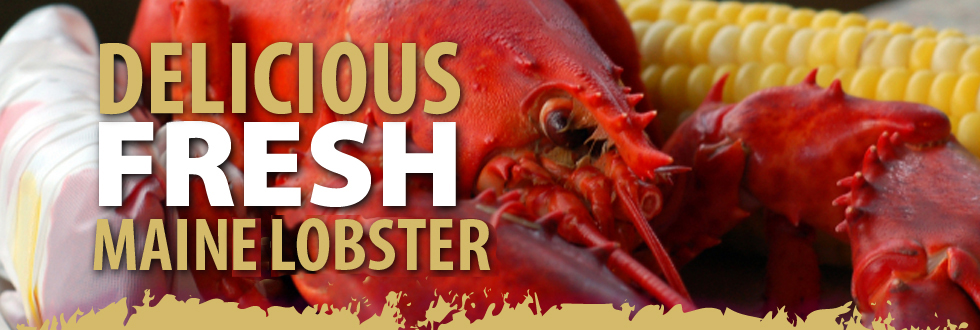 DELICIOUS
FRESH
MAINE LOBSTER